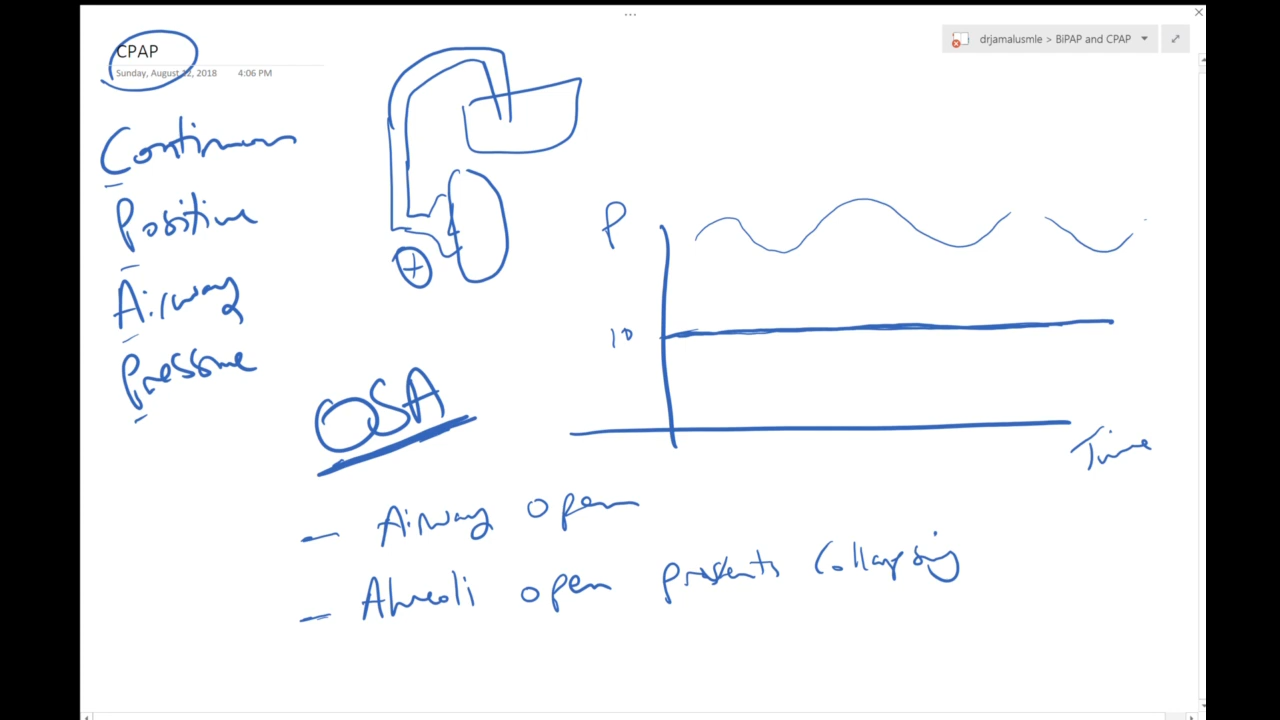 CPAP
Sunday, August 12, 2018 4:06 PM
drjamalusmle > BiPAP and CPAP
Continuous
Positive
Airway
Pressure
+
P
10
Time
OSA
- Airway open
- Alveoli open prevents Collapsing